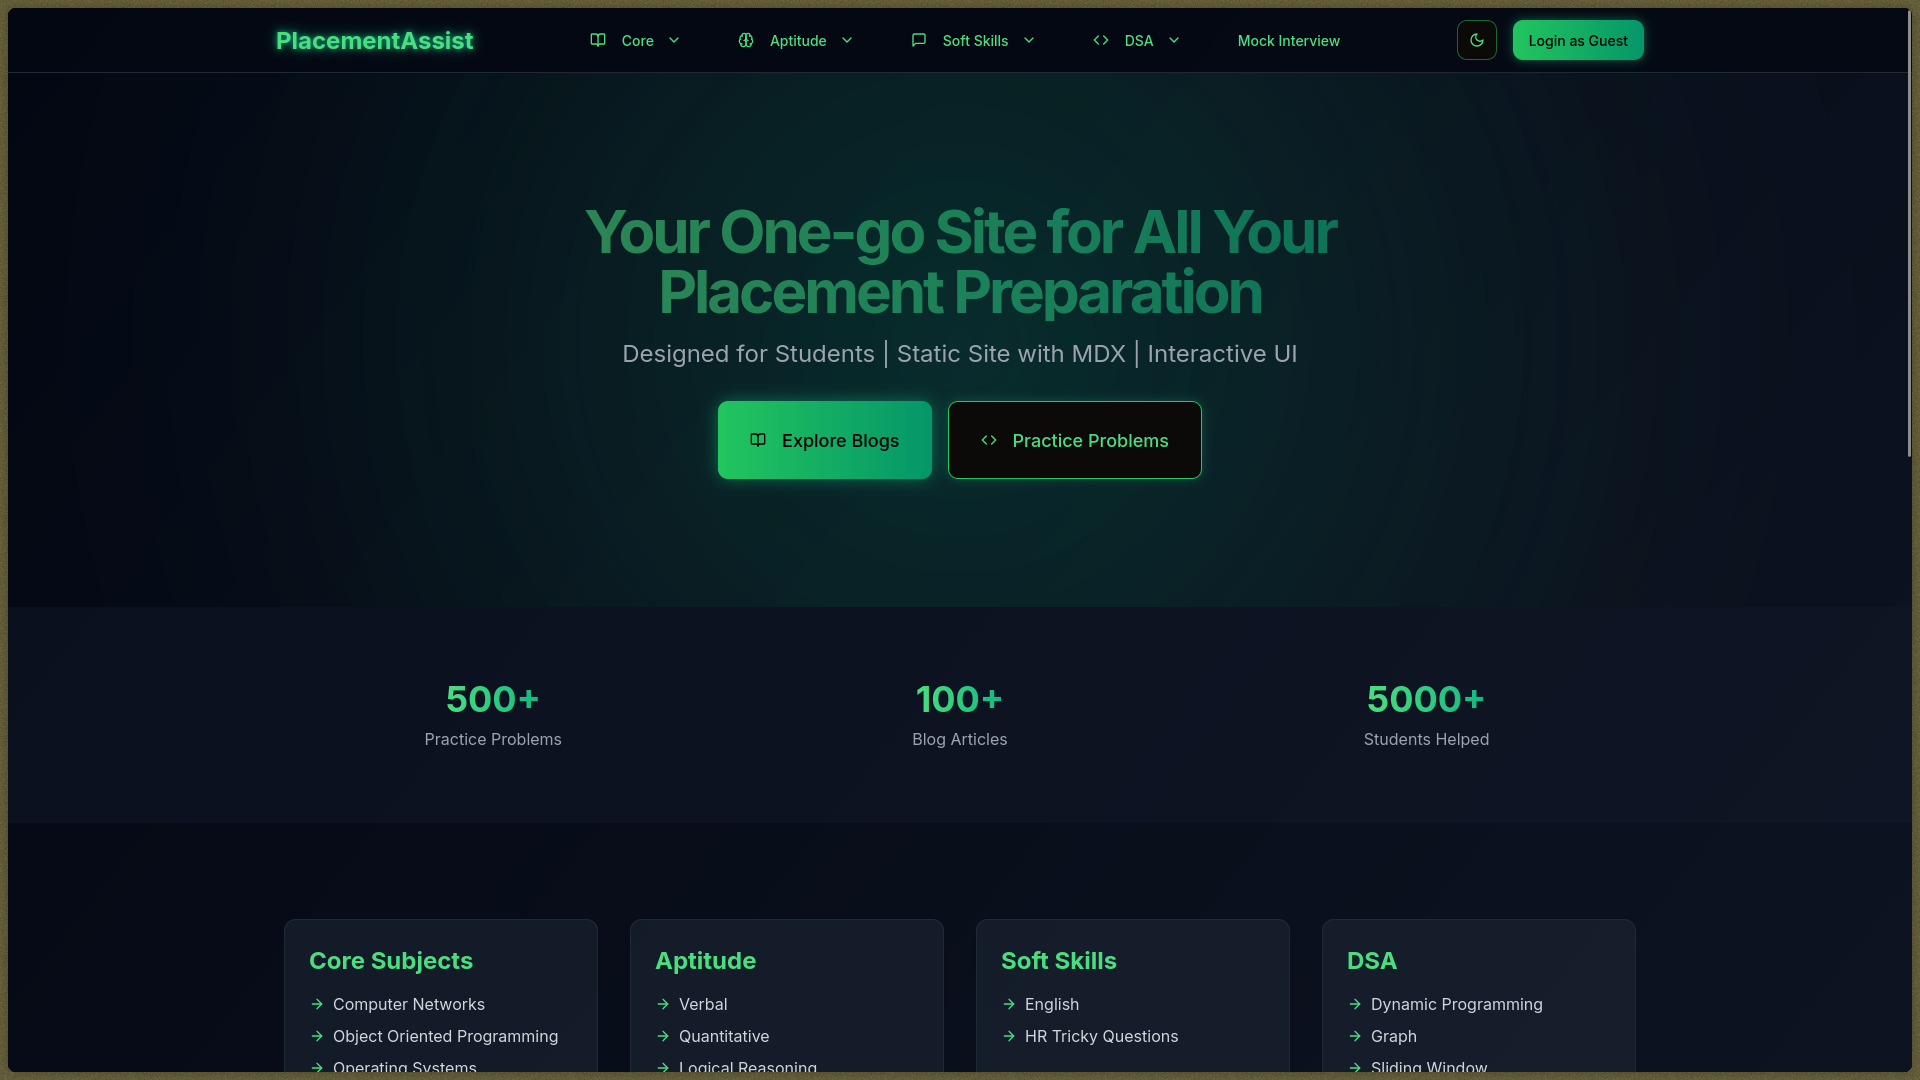 PlacementAssist
Core
Aptitude
Soft Skills
DSA
Mock Interview
Login as Guest
Your One-go Site for All Your
Placement Preparation
Designed for Students | Static Site with MDX | Interactive UI
Explore Blogs
Practice Problems
500+
Practice Problems
100+
Blog Articles
5000+
Students Helped
Core Subjects
Computer Networks
Object Oriented Programming
Operating Systems
Aptitude
Verbal
Quantitative
Logical Reasoning
Soft Skills
English
HR Tricky Questions
DSA
Dynamic Programming
Graph
Sliding Window